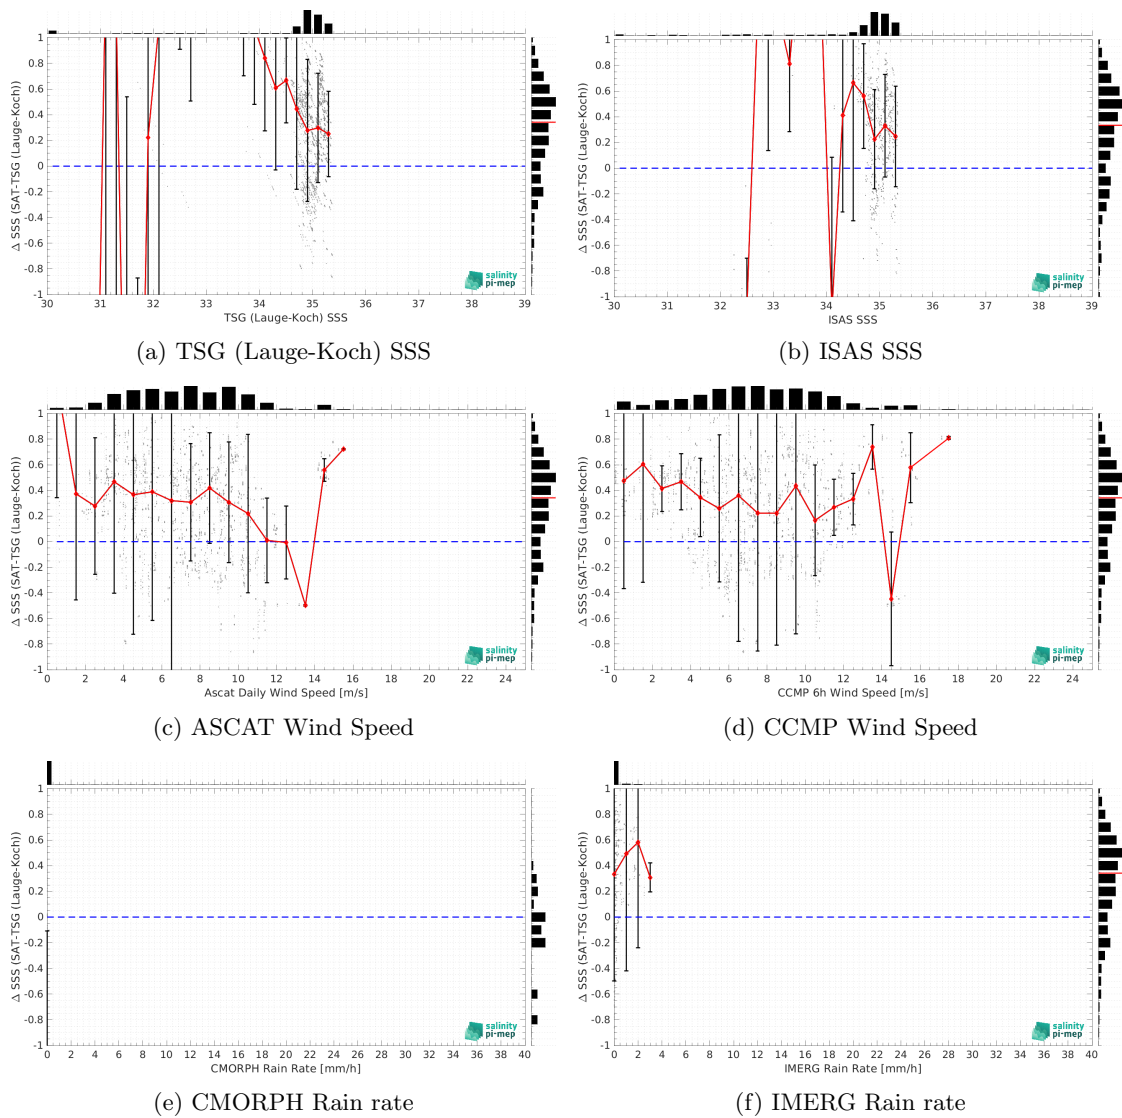 Δ SSS (SAT-TSG (Lauge-Koch))
1
0.8
0.6
0.4
0.2
0
-0.2
-0.4
-0.6
-0.8
-1
30 31 32 33 34 35 36 37 38 39
TSG (Lauge-Koch) SSS
salinity
pi-mep
(a) TSG (Lauge-Koch) SSS
Δ SSS (SAT-TSG (Lauge-Koch))
1
0.8
0.6
0.4
0.2
0
-0.2
-0.4
-0.6
-0.8
-1
30 31 32 33 34 35 36 37 38 39
ISAS SSS
salinity
pi-mep
(b) ISAS SSS
Δ SSS (SAT-TSG (Lauge-Koch))
1
0.8
0.6
0.4
0.2
0
-0.2
-0.4
-0.6
-0.8
-1
0 2 4 6 8 10 12 14 16 18 20 22 24
Ascat Daily Wind Speed [m/s]
salinity
pi-mep
(c) ASCAT Wind Speed
Δ SSS (SAT-TSG (Lauge-Koch))
1
0.8
0.6
0.4
0.2
0
-0.2
-0.4
-0.6
-0.8
-1
0 2 4 6 8 10 12 14 16 18 20 22 24
CCMP 6h Wind Speed [m/s]
salinity
pi-mep
(d) CCMP Wind Speed
Δ SSS (SAT-TSG (Lauge-Koch))
1
0.8
0.6
0.4
0.2
0
-0.2
-0.4
-0.6
-0.8
-1
0 2 4 6 8 10 12 14 16 18 20 22 24 26 28 30 32 34 36 38 40
CMORPH Rain Rate [mm/h]
salinity
pi-mep
(e) CMORPH Rain rate
Δ SSS (SAT-TSG (Lauge-Koch))
1
0.8
0.6
0.4
0.2
0
-0.2
-0.4
-0.6
-0.8
-1
0 2 4 6 8 10 12 14 16 18 20 22 24 26 28 30 32 34 36 38 40
IMERG Rain Rate [mm/h]
salinity
pi-mep
(f) IMERG Rain rate